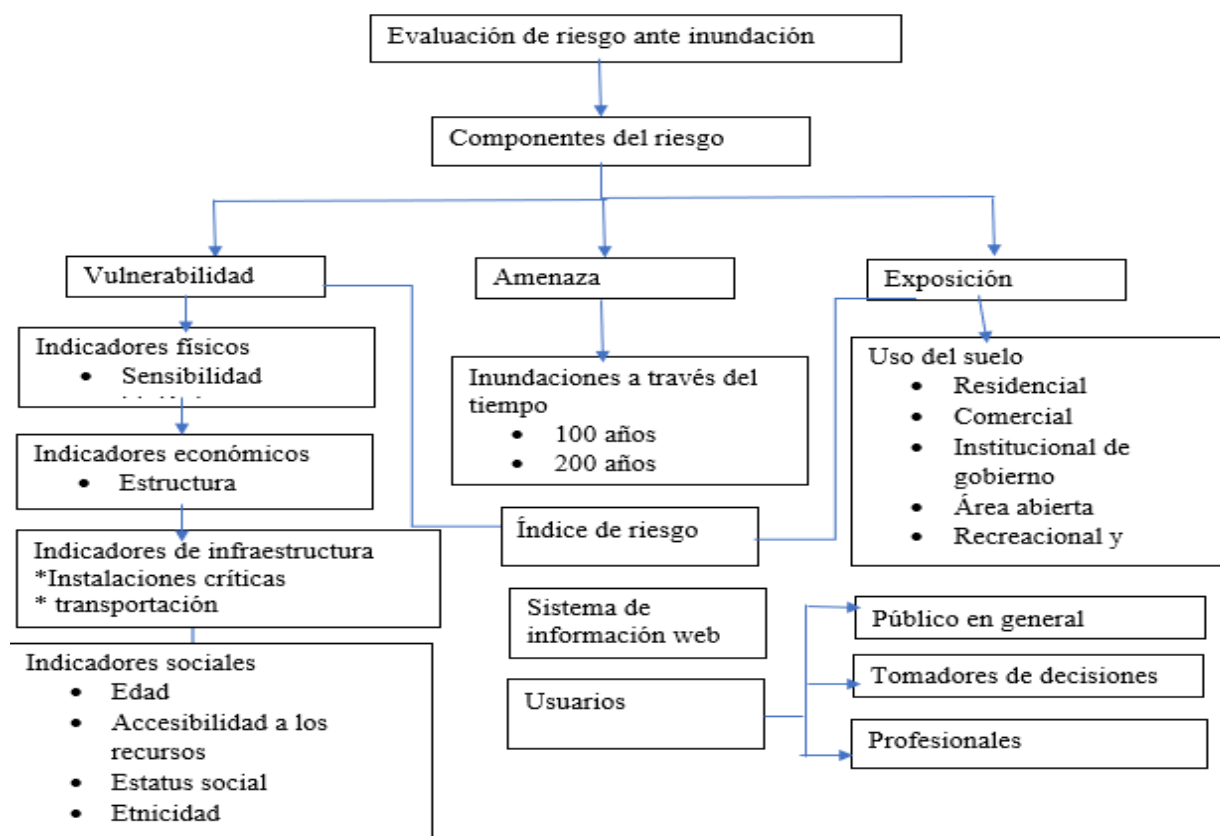 Evaluación de riesgo ante inundación
Componentes del riesgo
Vulnerabilidad
Amenaza
Exposición
Indicadores físicos
• Sensibilidad
Indicadores económicos
• Estructura
Indicadores de infraestructura
*Instalaciones críticas
* transportación
Indicadores sociales
• Edad
• Accesibilidad a los
recursos
• Estatus social
• Etnicidad
Inundaciones a través del
tiempo
• 100 años
• 200 años
Índice de riesgo
Sistema de
información web
Usuarios
Uso del suelo
• Residencial
• Comercial
• Institucional de
gobierno
• Área abierta
• Recreacional y
Público en general
Tomadores de decisiones
Profesionales